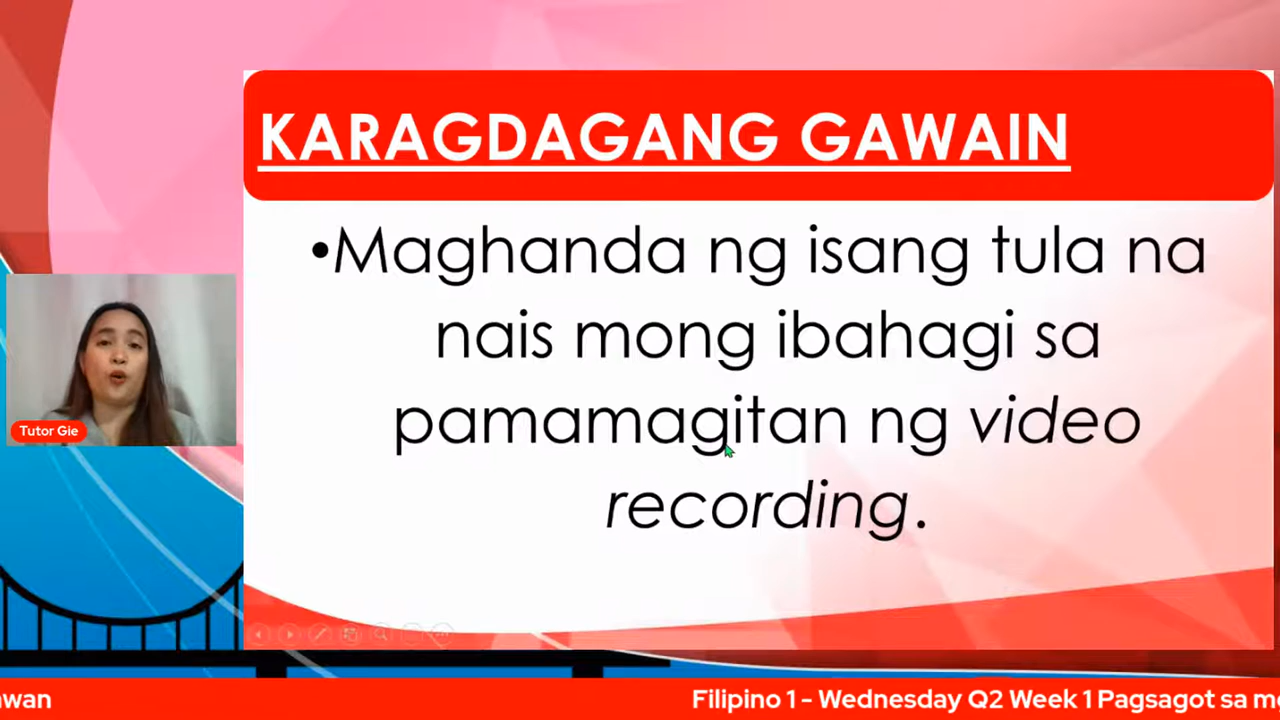 KARAGDAGANG GAWAIN
•Maghanda ng isang tula na
nais mong ibahagi sa
pamamagitan ng video
recording.
Tutor Gie
Filipino 1 - Wednesday Q2 Week 1 Pagsagot sa